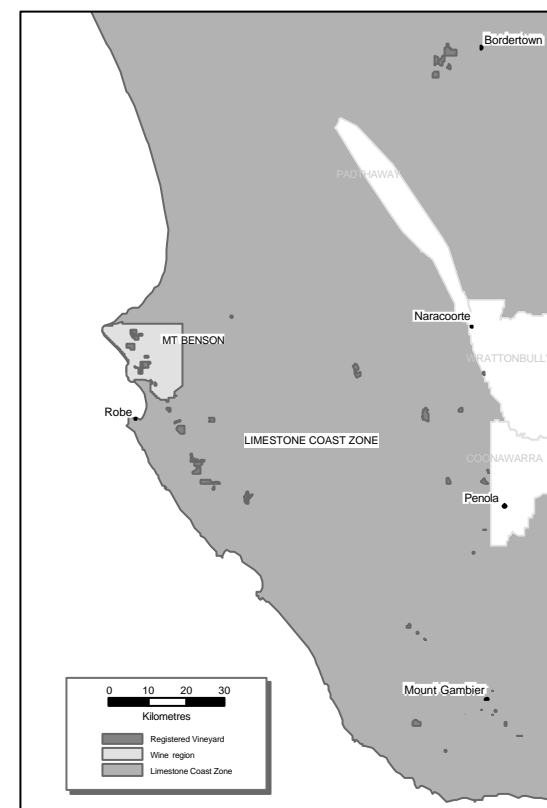 Bordertown
PADTHAWAY
Naracoorte
MT BENSON
WRATTONBULLY
Robe
LIMESTONE COAST ZONE
COONAWARRA
Penola
Mount Gambier
0 10 20 30
Kilometres
Registered Vineyard
Wine region
Limestone Coast Zone